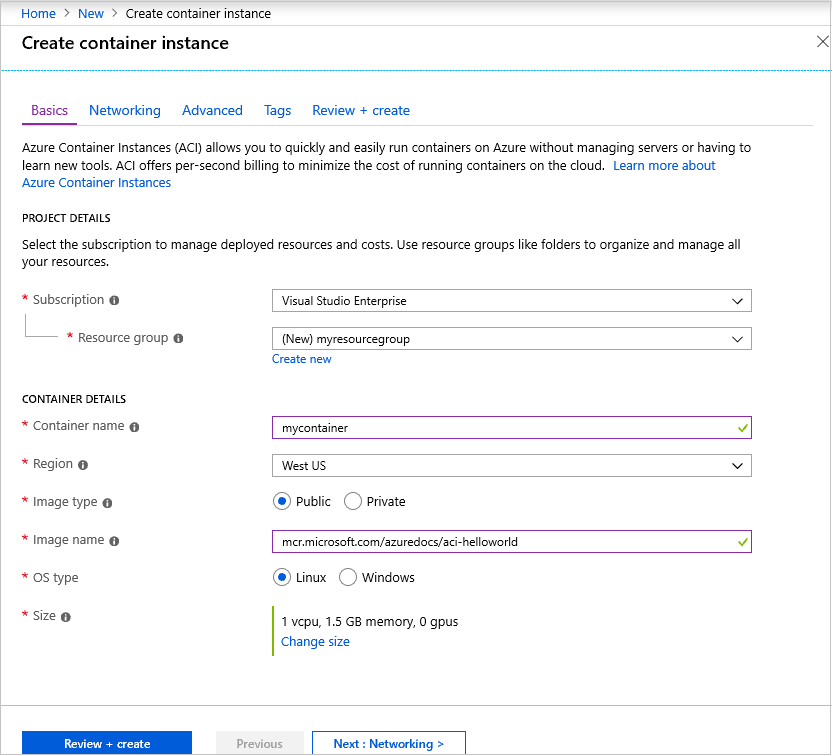 Home > New > Create container instance
Create container instance
Basics Networking Advanced Tags Review + create
Azure Container Instances (ACI) allows you to quickly and easily run containers on Azure without managing servers or having to
learn new tools. ACI offers per-second billing to minimize the cost of running containers on the cloud. Learn more about
Azure Container Instances
PROJECT DETAILS
Select the subscription to manage deployed resources and costs. Use resource groups like folders to organize and manage all
your resources.
* Subscription Visual Studio Enterprise
* Resource group (New) myresourcegroup
Create new
CONTAINER DETAILS
* Container name mycontainer
* Region West US
* Image type Public Private
* Image name mcr.microsoft.com/azuredocs/aci-helloworld
* OS type Linux Windows
* Size 1 vcpu, 1.5 GB memory, 0 gpus
Change size
Review + create Previous Next : Networking >